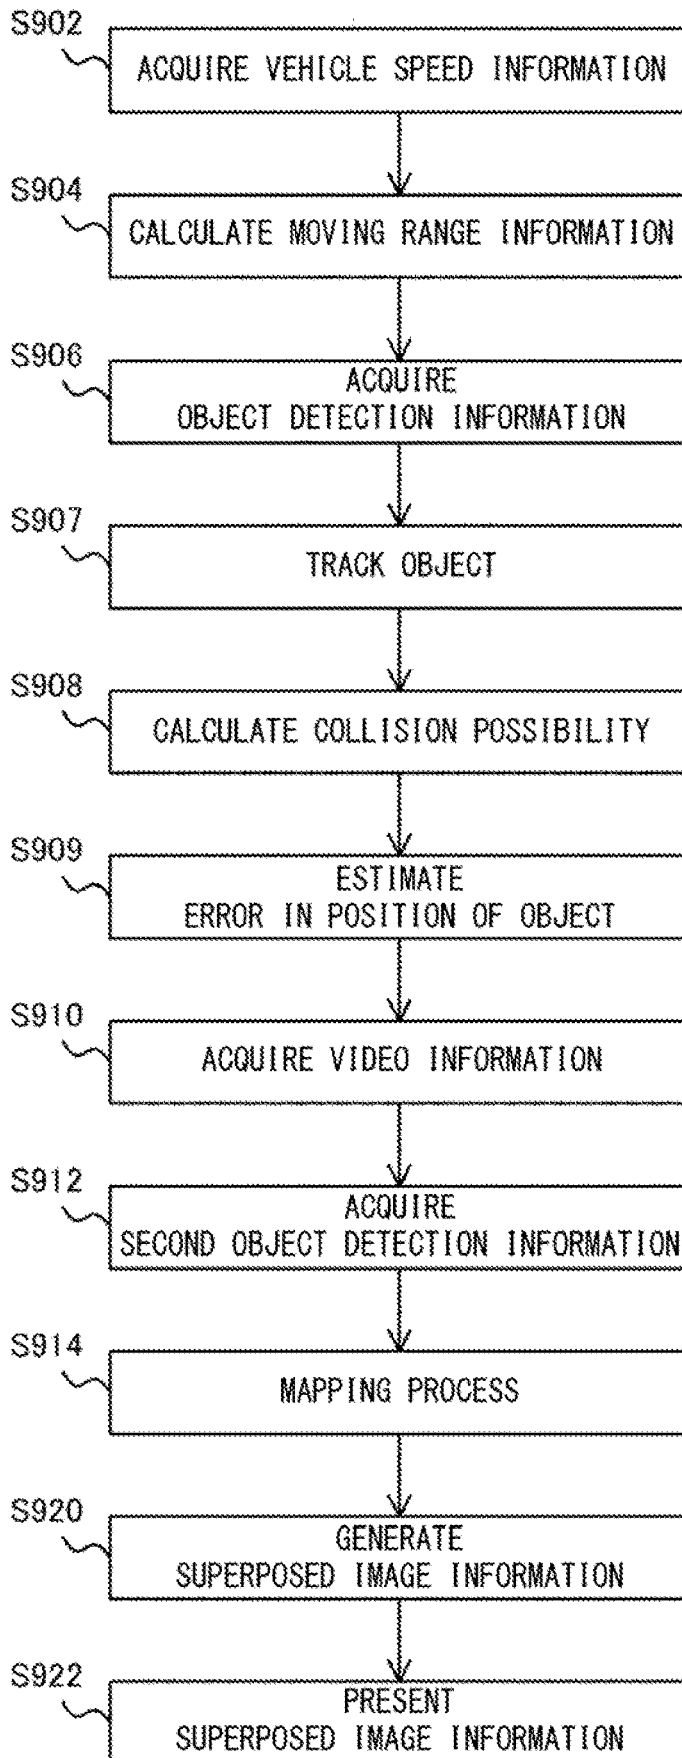 S902
ACQUIRE VEHICLE SPEED INFORMATION
S904
CALCULATE MOVING RANGE INFORMATION
S906
ACQUIRE
OBJECT DETECTION INFORMATION
S907
TRACK OBJECT
S908
CALCULATE COLLISION POSSIBILITY
S909
ESTIMATE
ERROR IN POSITION OF OBJECT
S910
ACQUIRE VIDEO INFORMATION
S912
ACQUIRE
SECOND OBJECT DETECTION INFORMATION
S914
MAPPING PROCESS
S920
GENERATE
SUPERPOSED IMAGE INFORMATION
S922
PRESENT
SUPERPOSED IMAGE INFORMATION